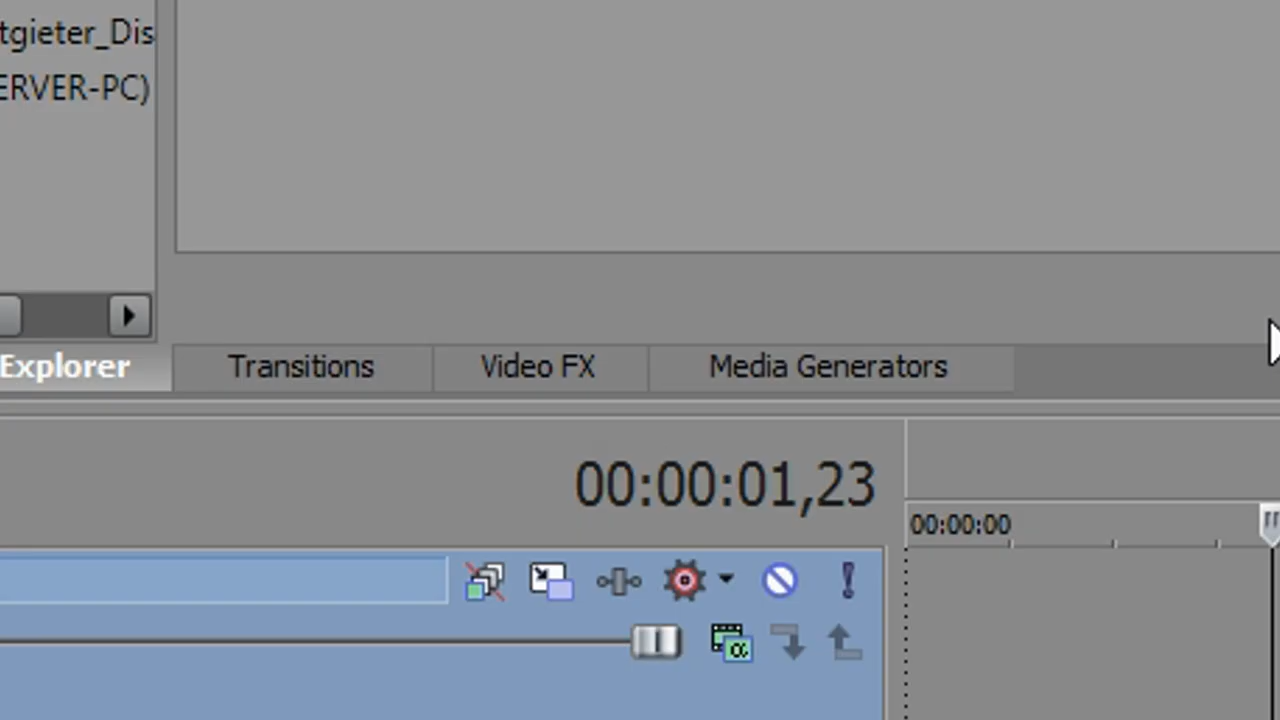 tgieter_Dis
ERVER-PC)
Explorer
Transitions
Video FX
Media Generators
00:00:01,23
00:00:00
α